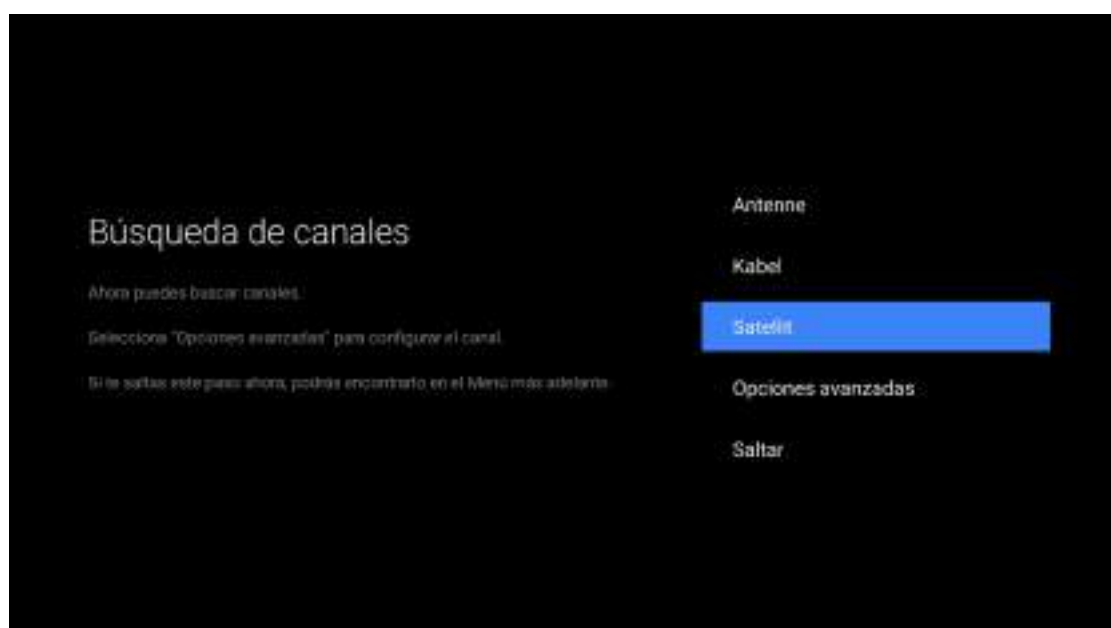 Búsqueda de canales
Ahora puedes buscar canales.
Selecciona "Opciones avanzadas" para configurar el canal.
Si te saltas este paso ahora, podrás encontrarlo en el Menú más adelante.
Antenne
Kabel
Satellit
Opciones avanzadas
Saltar